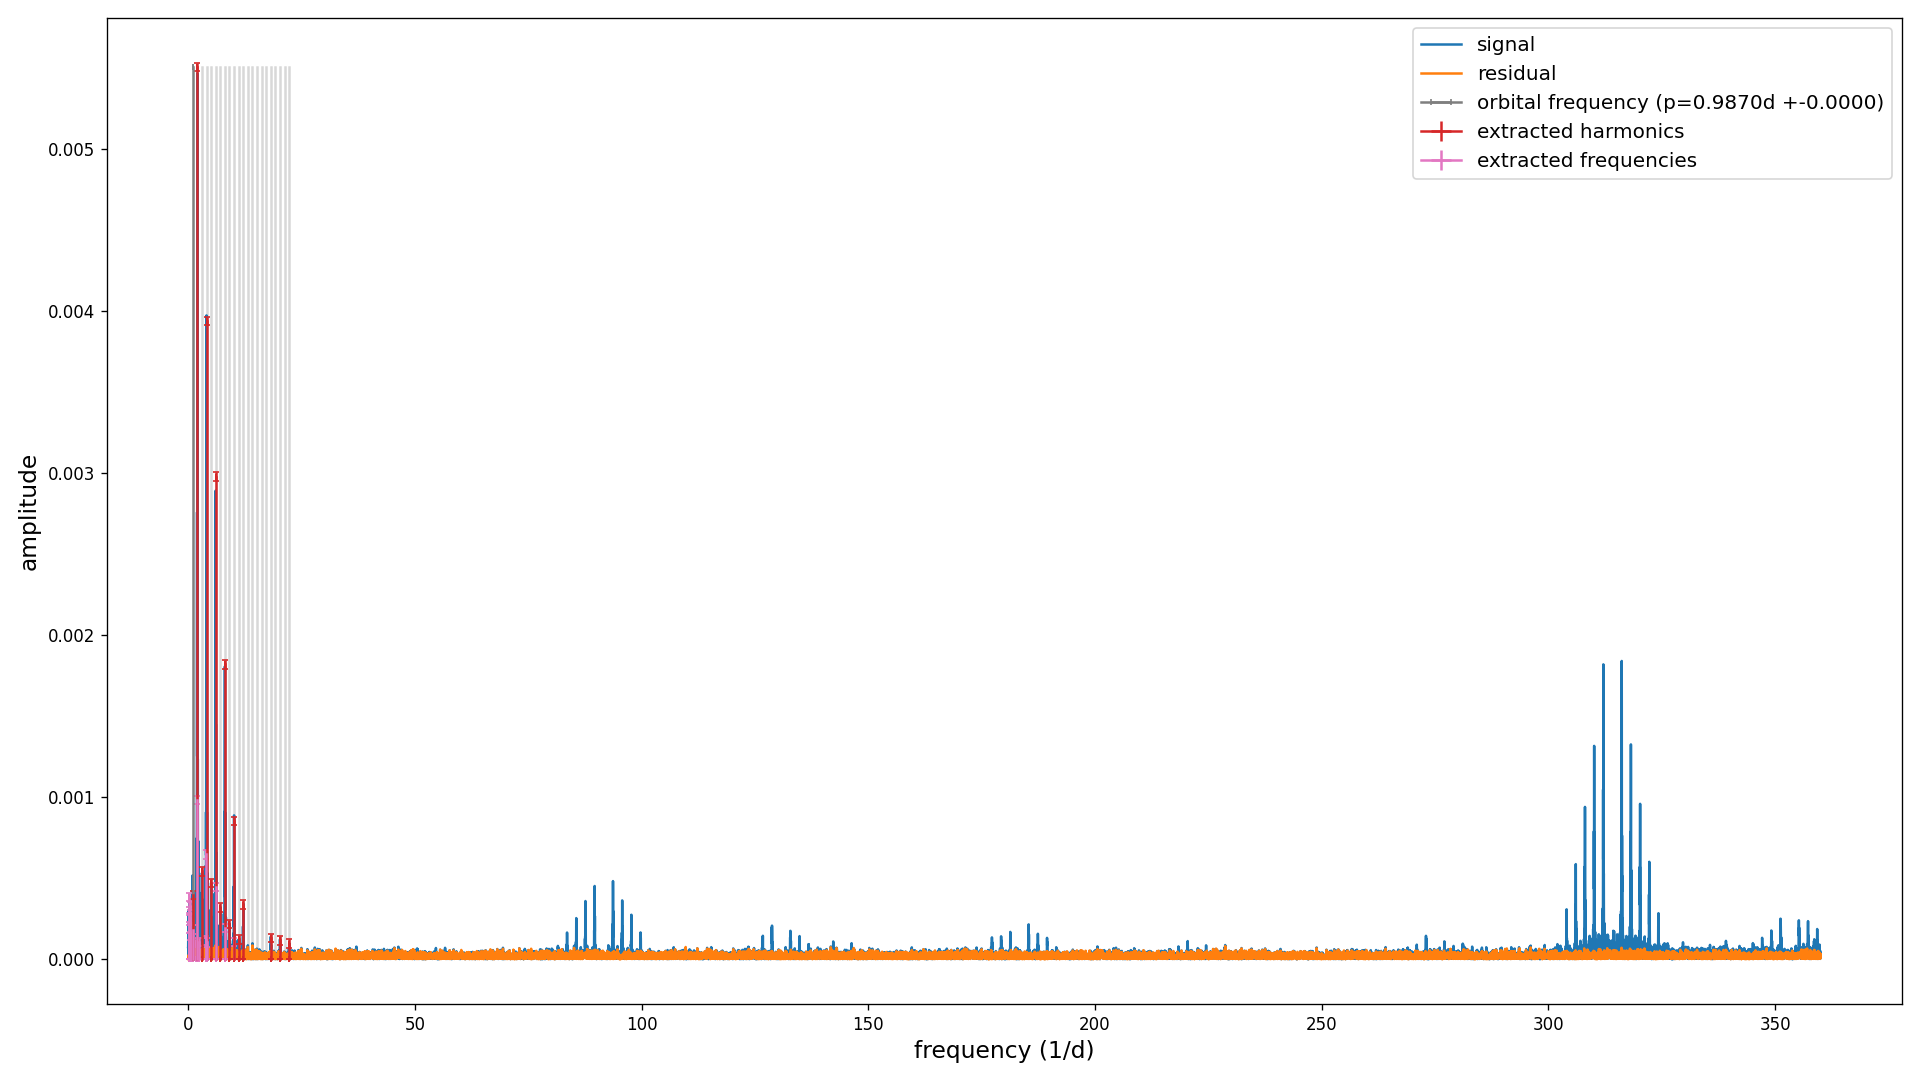 signal
residual
orbital frequency (p=0.9870d +-0.0000)
extracted harmonics
extracted frequencies
0.005
0.004
0.003
0.002
0.001
0.000
amplitude
0 50 100 150 200 250 300 350
frequency (1/d)